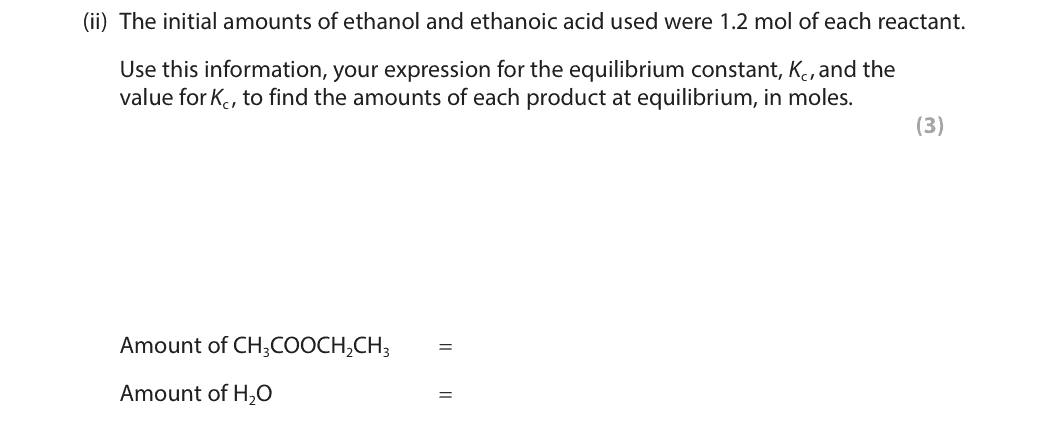 (ii) The initial amounts of ethanol and ethanoic acid used were 1.2 mol of each reactant.
Use this information, your expression for the equilibrium constant, Kc, and the
value for Kc, to find the amounts of each product at equilibrium, in moles.
(3)
Amount of CH₃COOCH₂CH₃ =
Amount of H₂O =